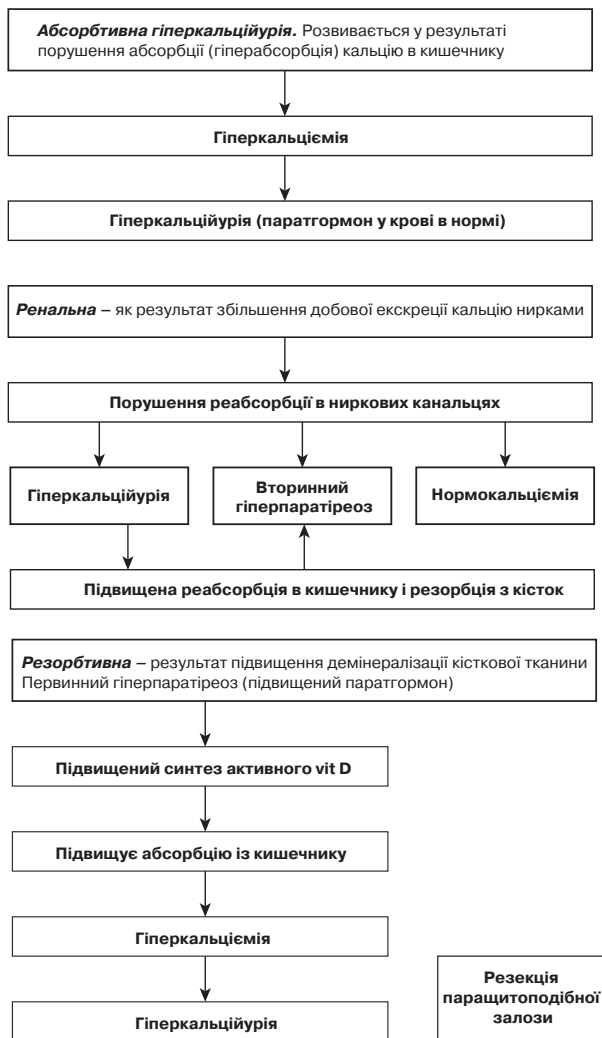 Абсорбтивна гіперкальційурія. Розвивається у результаті
порушення абсорбції (гіперабсорбція) кальцію в кишечнику
Гіперкальціємія
Гіперкальційурія (паратгормон у крові в нормі)
Ренальна – як результат збільшення добової екскреції кальцію нирками
Порушення реабсорбції в ниркових канальцях
Гіперкальційурія
Вторинний
гіперпаратіреоз
Нормокальціємія
Підвищена реабсорбція в кишечнику і резорбція з кісток
Резорбтивна – результат підвищення демінералізації кісткової тканини
Первинний гіперпаратіреоз (підвищений паратгормон)
Підвищений синтез активного vit D
Підвищує абсорбцію із кишечнику
Гіперкальціємія
Гіперкальційурія
Резекція
паращитоподібної
залози